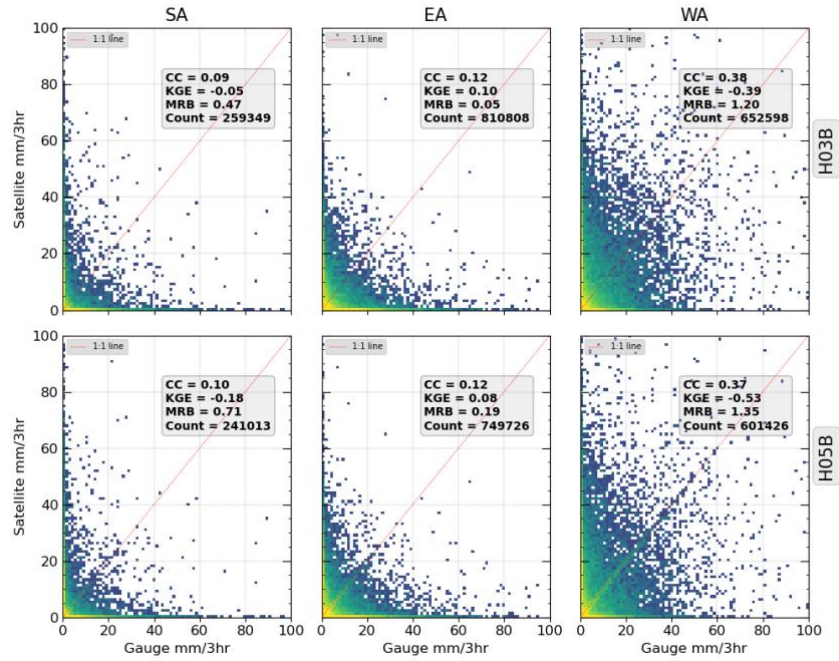 SA
EA
WA
100
1:1 line
CC = 0.09
KGE = -0.05
MRB = 0.47
Count = 259349
80
60
40
20
0
Satellite mm/3hr
1:1 line
CC = 0.12
KGE = 0.10
MRB = 0.05
Count = 810808
1:1 line
CC = 0.38
KGE = -0.39
MRB = 1.20
Count = 652598
H03B
100
1:1 line
CC = 0.10
KGE = -0.18
MRB = 0.71
Count = 241013
80
60
40
20
0
Satellite mm/3hr
1:1 line
CC = 0.12
KGE = 0.08
MRB = 0.19
Count = 749726
1:1 line
CC = 0.37
KGE = -0.53
MRB = 1.35
Count = 601426
H05B
0 20 40 60 80 100
0 20 40 60 80 100
0 20 40 60 80 100
Gauge mm/3hr
Gauge mm/3hr
Gauge mm/3hr